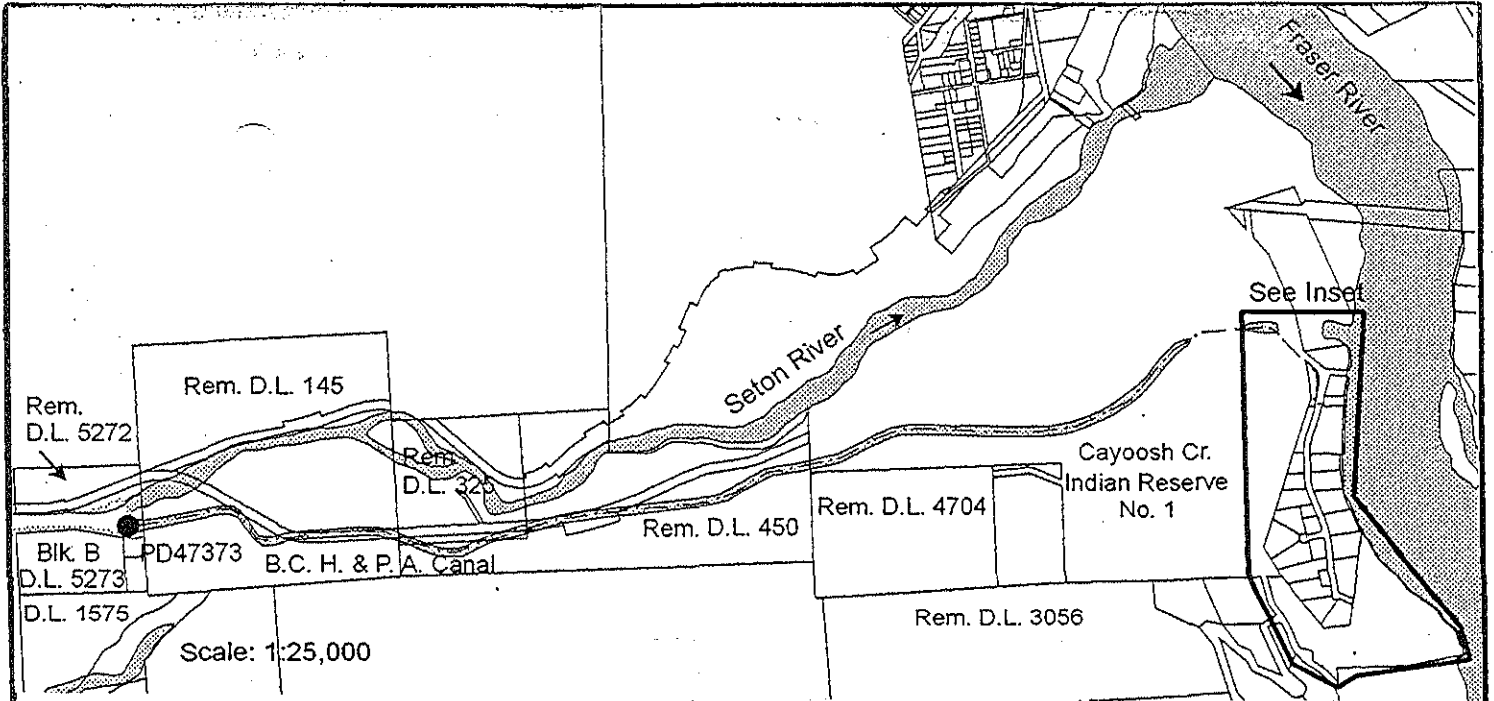 Fraser River
See Inset
Seton River
Rem. D.L. 145
Rem.
D.L. 5272
Rem.
D.L. 325
Cayoosh Cr.
Indian Reserve
No. 1
Rem. D.L. 4704
Rem. D.L. 450
PD47373
Blk. B
D.L. 5273
B.C. H. & P. A. Canal
D.L. 1575
Rem. D.L. 3056
Scale: 1:25,000